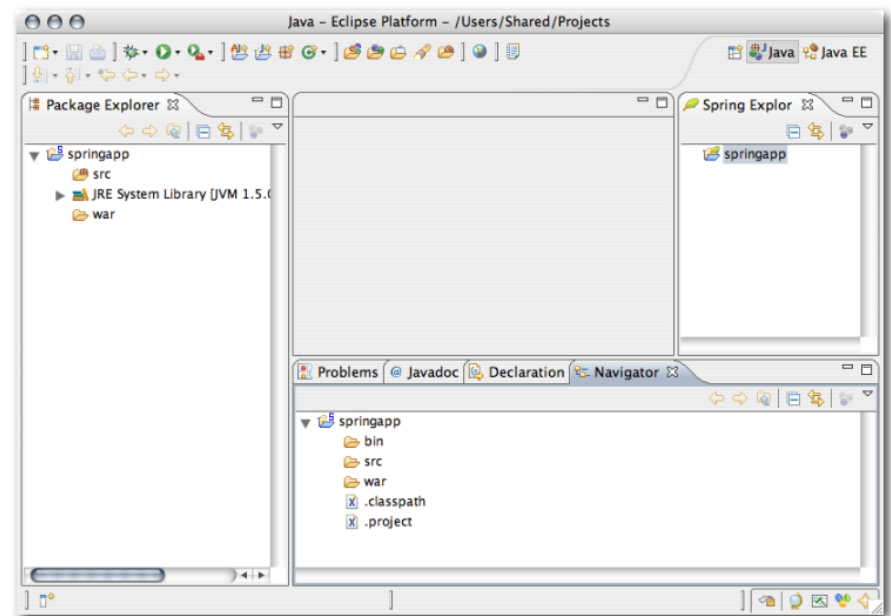 Java – Eclipse Platform – /Users/Shared/Projects
Java Java EE
Package Explorer
springapp
src
JRE System Library [JVM 1.5.0
war
Spring Explor
springapp
Problems @ Javadoc Declaration Navigator
springapp
bin
src
war
.classpath
.project